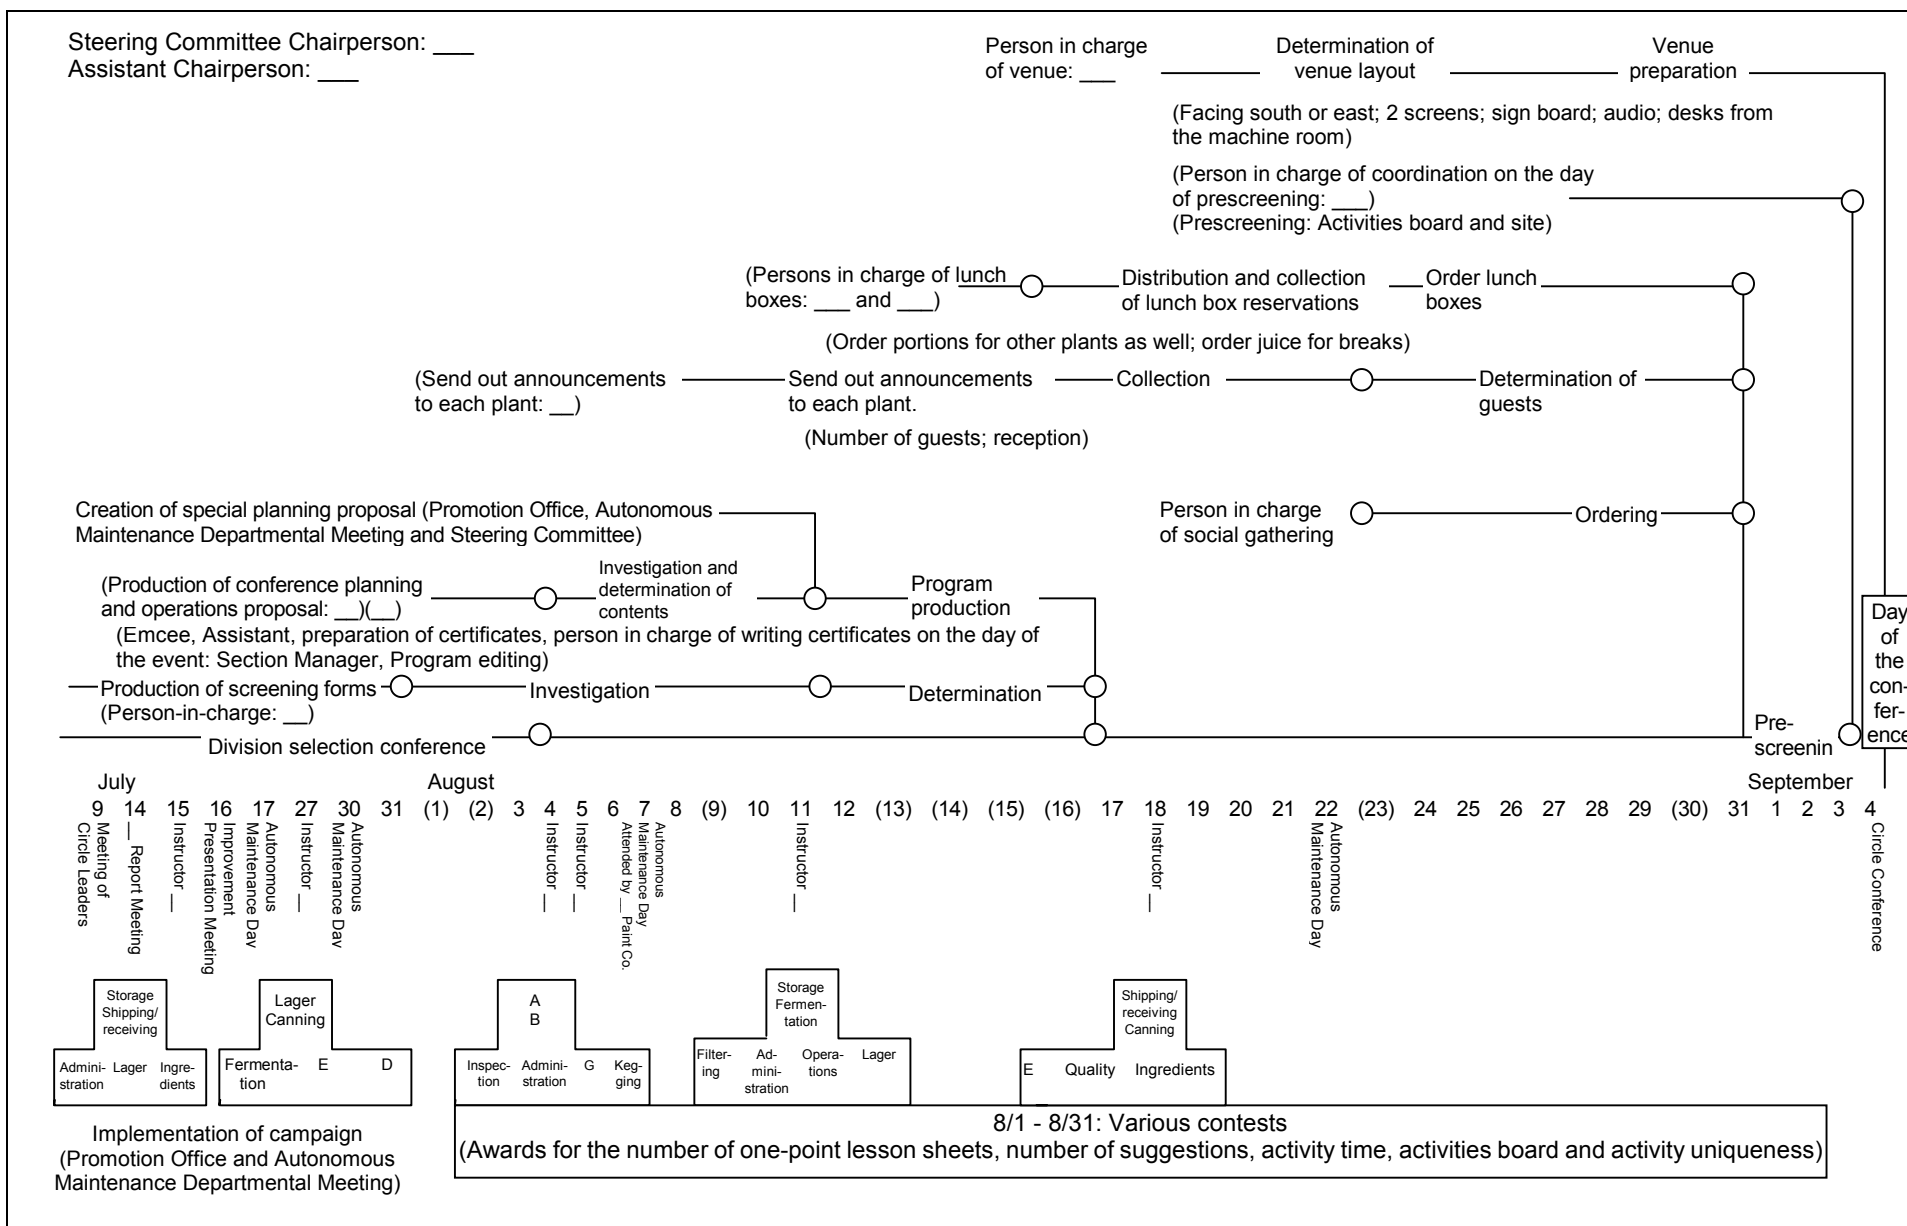 Steering Committee Chairperson: ___
Assistant Chairperson: ___
Person in charge
of venue: ___
Determination of
venue layout
Venue
preparation
(Facing south or east; 2 screens; sign board; audio; desks from
the machine room)
(Person in charge of coordination on the day
of prescreening: ___)
(Prescreening: Activities board and site)
(Persons in charge of lunch
boxes: ___ and ___)
Distribution and collection
of lunch box reservations
Order lunch
boxes
(Order portions for other plants as well; order juice for breaks)
(Send out announcements
to each plant: __)
Send out announcements
to each plant.
Collection
Determination of
guests
(Number of guests; reception)
Creation of special planning proposal (Promotion Office, Autonomous
Maintenance Departmental Meeting and Steering Committee)
Person in charge
of social gathering
Ordering
(Production of conference planning
and operations proposal: __)(__)
Investigation and
determination of
contents
Program
production
(Emcee, Assistant, preparation of certificates, person in charge of writing certificates on the day of
the event: Section Manager, Program editing)
Production of screening forms
(Person-in-charge: __)
Investigation
Determination
Division selection conference
Pre-
screenin
Day
of
the
con-
fer-
ence
July
August
September
9 14 15 16 17 27 30 31 (1) (2) 3 4 5 6 7 8 (9) 10 11 12 (13) (14) (15) (16) 17 18 19 20 21 22 (23) 24 25 26 27 28 29 (30) 31 1 2 3 4
Meeting of
Circle Leaders
__ Report Meeting
Instructor __
Improvement
Presentation Meeting
Autonomous
Maintenance Day
Instructor __
Autonomous
Maintenance Day
Instructor __
Instructor __
Autonomous
Maintenance Day
Attended by __ Paint Co.
Instructor __
Instructor __
Autonomous
Maintenance Day
Circle Conference
Storage
Shipping/
receiving
Admini-
stration
Lager
Ingre-
dients
Lager
Canning
Fermenta-
tion
E
D
A
B
Inspec-
tion
Admini-
stration
G
Keg-
ging
Storage
Fermen-
tation
Filter-
ing
Ad-
mini-
stration
Opera-
tions
Lager
Shipping/
receiving
Canning
E
Quality
Ingredients
Implementation of campaign
(Promotion Office and Autonomous
Maintenance Departmental Meeting)
8/1 - 8/31: Various contests
(Awards for the number of one-point lesson sheets, number of suggestions, activity time, activities board and activity uniqueness)